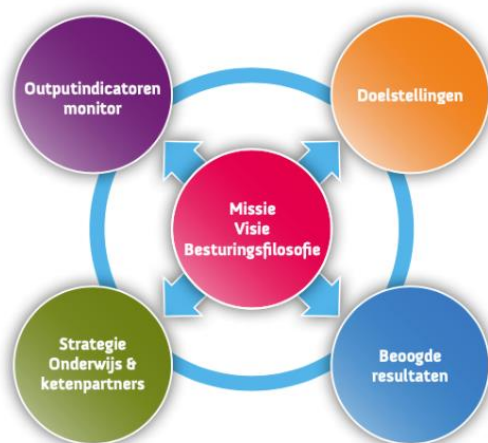 Outputindicatoren
monitor
Doelstellingen
Missie
Visie
Besturingsfilosofie
Strategie
Onderwijs &
ketenpartners
Beoogde
resultaten